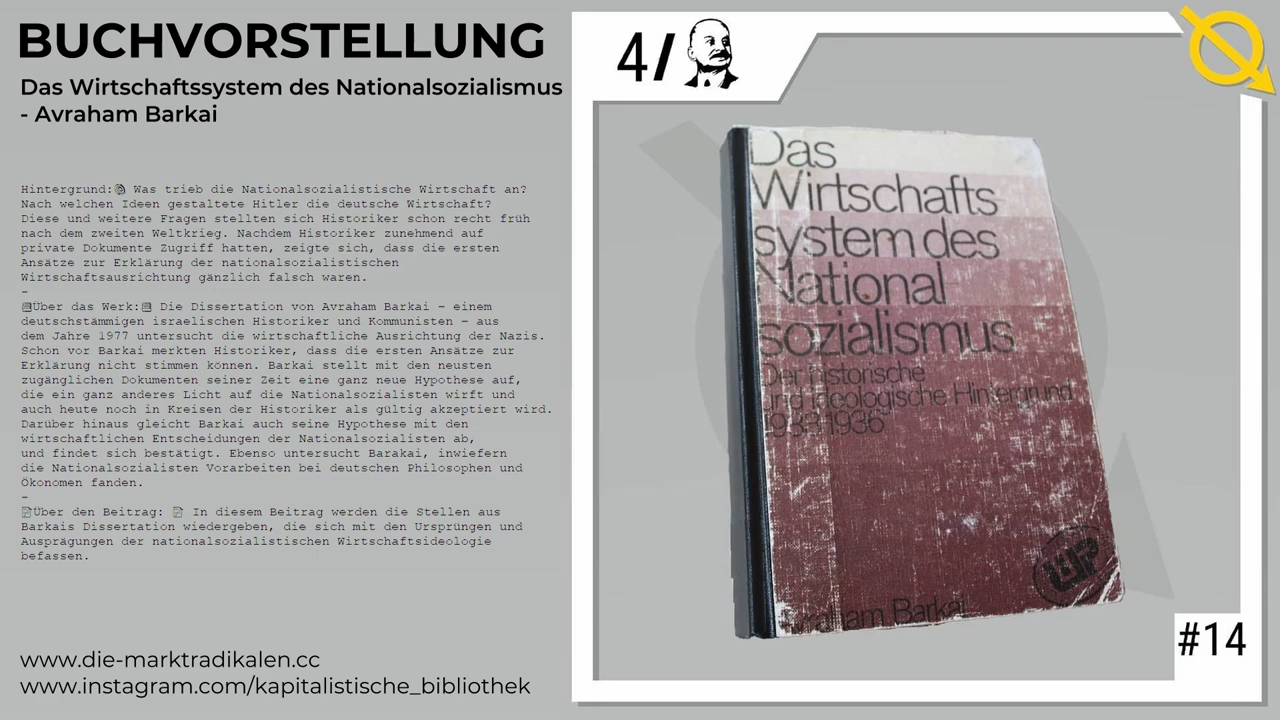 BUCHVORSTELLUNG
Das Wirtschaftssystem des Nationalsozialismus
- Avraham Barkai
Hintergrund: Was trieb die Nationalsozialistische Wirtschaft an?
Nach welchen Ideen gestaltete Hitler die deutsche Wirtschaft?
Diese und weitere Fragen stellten sich Historiker schon recht früh
nach dem zweiten Weltkrieg. Nachdem Historiker zunehmend auf
private Dokumente Zugriff hatten, zeigte sich, dass die ersten
Ansätze zur Erklärung der nationalsozialistischen
Wirtschaftsausrichtung gänzlich falsch waren.
-
Über das Werk: Die Dissertation von Avraham Barkai – einem
deutschstämmigen israelischen Historiker und Kommunisten – aus
dem Jahre 1977 untersucht die wirtschaftliche Ausrichtung der Nazis.
Schon vor Barkai merkten Historiker, dass die ersten Ansätze zur
Erklärung nicht stimmen können. Barkai stellt mit den neusten
zugänglichen Dokumenten seiner Zeit eine ganz neue Hypothese auf,
die ein ganz anderes Licht auf die Nationalsozialisten wirft und
auch heute noch in Kreisen der Historiker als gültig akzeptiert wird.
Darüber hinaus gleicht Barkai auch seine Hypothese mit den
wirtschaftlichen Entscheidungen der Nationalsozialisten ab,
und findet sich bestätigt. Ebenso untersucht Barakai, inwiefern
die Nationalsozialisten Vorarbeiten bei deutschen Philosophen und
Ökonomen fanden.
-
Über den Beitrag: In diesem Beitrag werden die Stellen aus
Barkais Dissertation wiedergeben, die sich mit den Ursprüngen und
Ausprägungen der nationalsozialistischen Wirtschaftsideologie
befassen.
www.die-marktradikalen.cc
www.instagram.com/kapitalistische_bibliothek
4/
Das
Wirtschafts
system des
National
sozialismus
Der historische
und ideologische Hintergrund
1933-1936
Avraham Barkai
#14